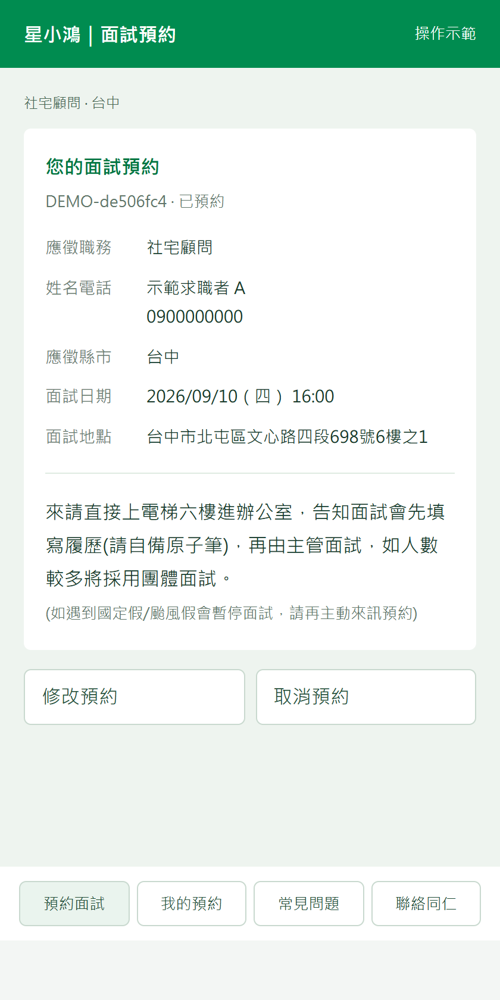 星小鴻｜面試預約
操作示範
社宅顧問 · 台中
您的面試預約
DEMO-de506fc4 · 已預約
應徵職務 社宅顧問
姓名電話 示範求職者 A
0900000000
應徵縣市 台中
面試日期 2026/09/10（四） 16:00
面試地點 台中市北屯區文心路四段698號6樓之1
來請直接上電梯六樓進辦公室，告知面試會先填
寫履歷(請自備原子筆)，再由主管面試，如人數
較多將採用團體面試。
(如遇到國定假/颱風假會暫停面試，請再主動來訊預約)
修改預約
取消預約
預約面試
我的預約
常見問題
聯絡同仁